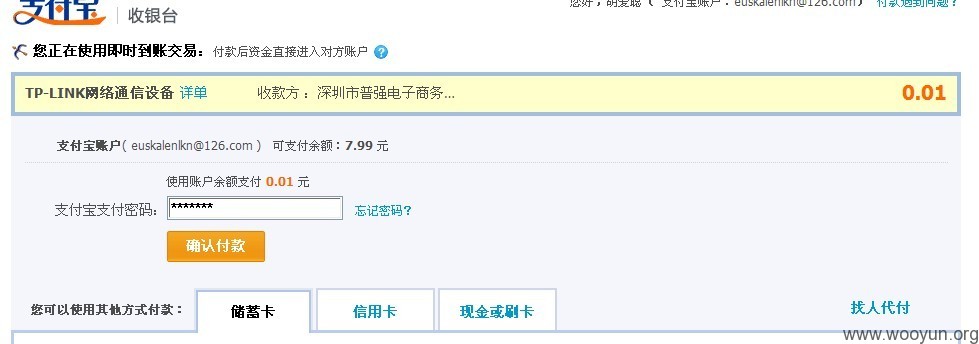 支付宝 收银台
您好，胡爱聪（ 支付宝账户：euskalenlkn@126.com） 付款遇到问题？
您正在使用即时到账交易： 付款后资金直接进入对方账户 ?
TP-LINK网络通信设备 详单 收款方：深圳市普强电子商务... 0.01
支付宝账户( euskalenlkn@126.com ) 可支付余额：7.99 元
使用账户余额支付 0.01 元
支付宝支付密码： ******* 忘记密码?
确认付款
您可以使用其他方式付款： 储蓄卡 信用卡 现金或刷卡 找人代付
www.wooyun.org